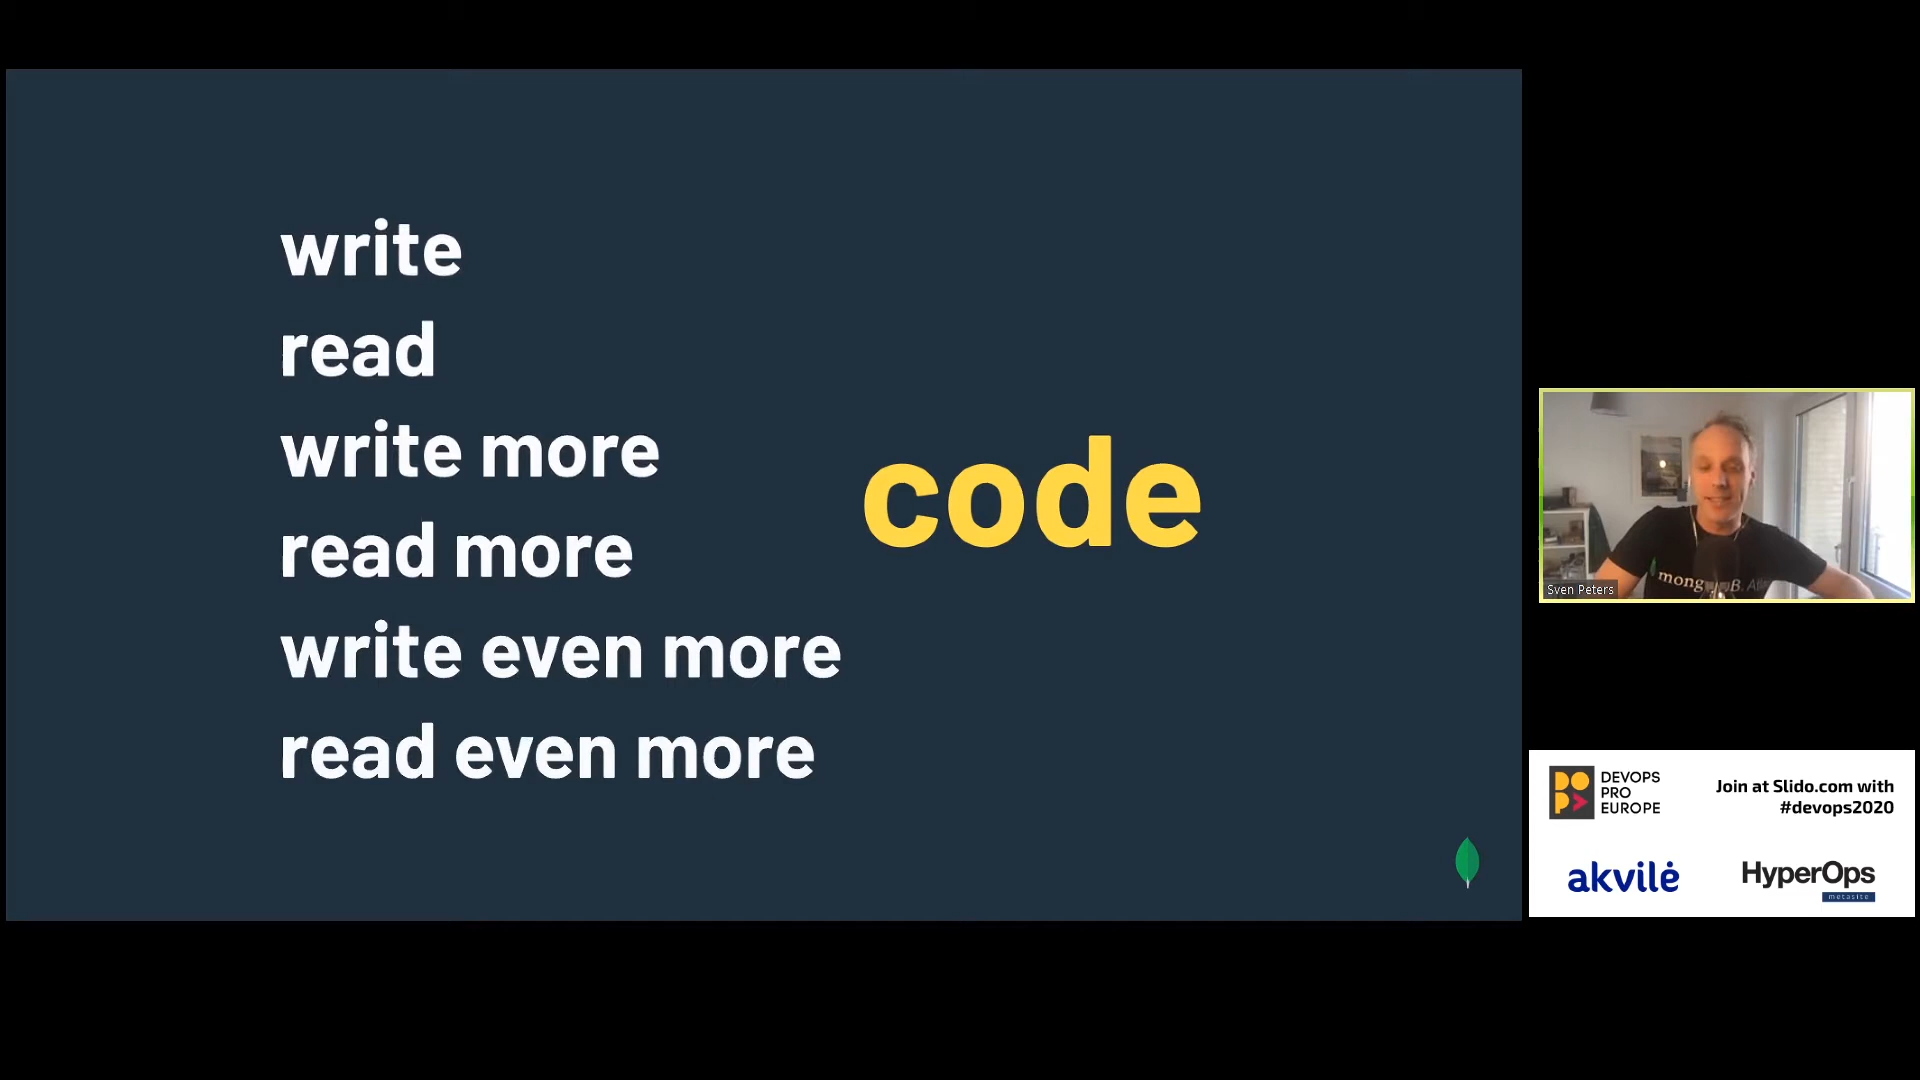 write
read
write more
read more
write even more
read even more
code
Sven Peters
DEVOPS
PRO
EUROPE
Join at Slido.com with
#devops2020
akvilė
HyperOps
metasite